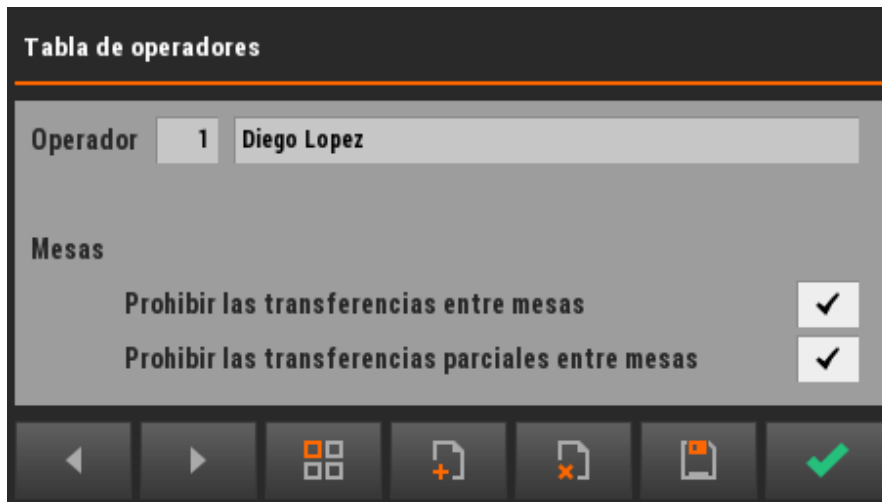 Tabla de operadores
Operador 1 Diego Lopez
Mesas
Prohibir las transferencias entre mesas
Prohibir las transferencias parciales entre mesas